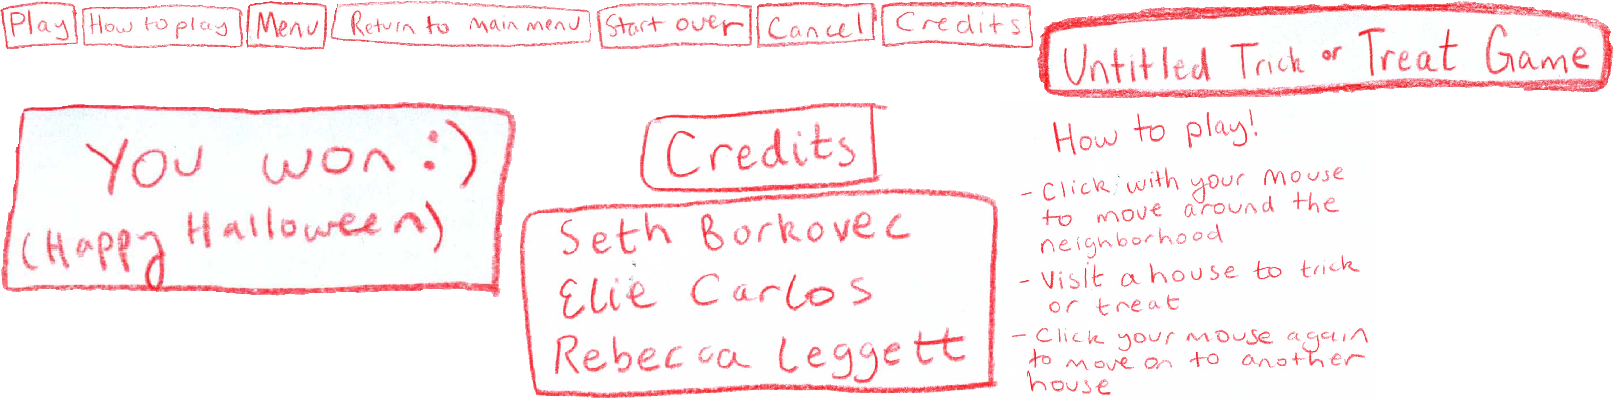 Play
How to play
Menu
Return to main menu
Start over
Cancel
Credits
Untitled Trick or Treat Game
You won :)
(Happy Halloween)
Credits
Seth Borkovec
Elie Carlos
Rebecca Leggett
How to play!
- Click with your mouse
to move around the
neighborhood
- Visit a house to trick
or treat
- Click your mouse again
to move on to another
house